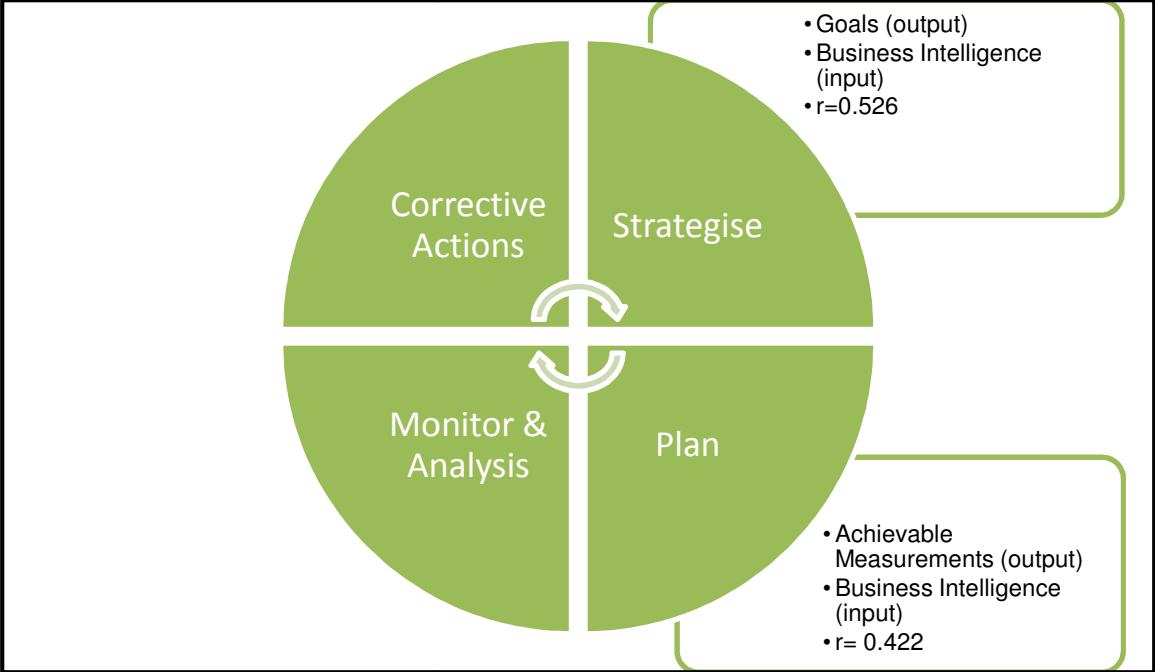 • Goals (output)
• Business Intelligence
(input)
• r=0.526
Corrective
Actions
Strategise
Monitor &
Analysis
Plan
• Achievable
Measurements (output)
• Business Intelligence
(input)
• r= 0.422